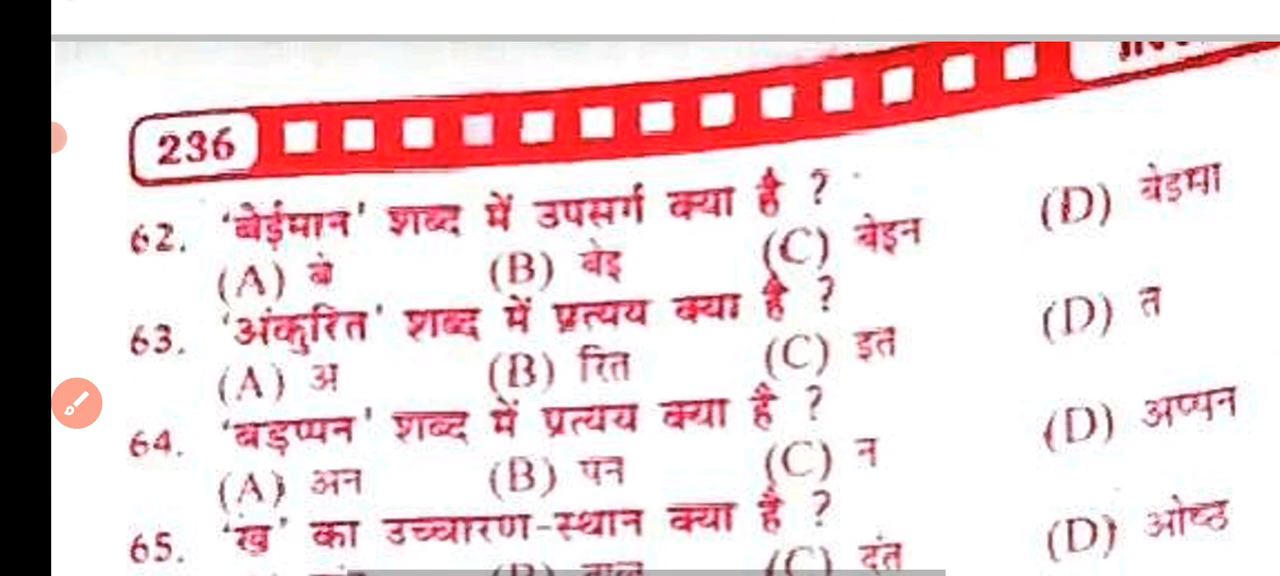 236
62. 'बेईमान' शब्द में उपसर्ग क्या है ?
(A) बे (B) बेइ (C) बेइन (D) बेइमा
63. 'अंकुरित' शब्द में प्रत्यय क्या है ?
(A) अ (B) रित (C) इत (D) त
64. 'बड़प्पन' शब्द में प्रत्यय क्या है ?
(A) अन (B) पन (C) न (D) अप्पन
65. 'ख' का उच्चारण-स्थान क्या है ?
(B) (C) दंत (D) ओष्ठ